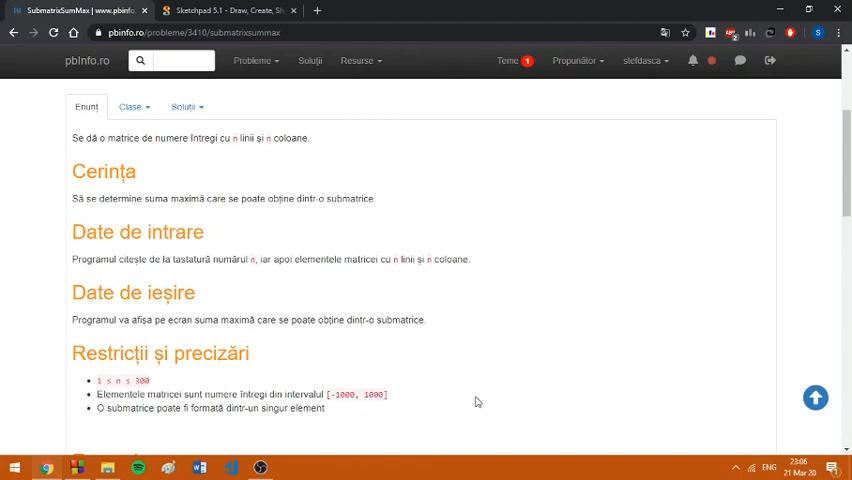 SubmatrixSumMax | www.pbinfo.ro
Sketchpad 5.1 - Draw, Create, Sh
pbinfo.ro/probleme/3410/submatrixsummax
pbInfo.ro
Probleme
Soluții
Resurse
Teme 1
Propunător
stefdasca
Enunț
Clase
Soluții
Se dă o matrice de numere întregi cu n linii și n coloane.
Cerința
Să se determine suma maximă care se poate obține dintr-o submatrice.
Date de intrare
Programul citește de la tastatură numărul n, iar apoi elementele matricei cu n linii și n coloane.
Date de ieșire
Programul va afișa pe ecran suma maximă care se poate obține dintr-o submatrice.
Restricții și precizări
1 ≤ n ≤ 300
Elementele matricei sunt numere întregi din intervalul [-1000, 1000]
O submatrice poate fi formată dintr-un singur element
ENG
23:06
21 Mar 20